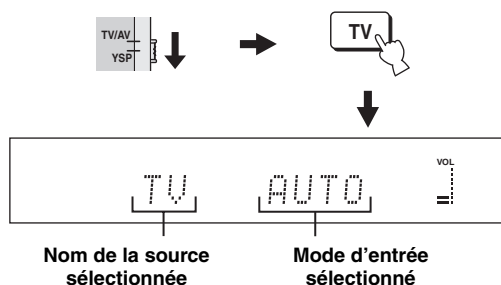 TV/AV
YSP
TV
VOL
TV AUTO
Nom de la source
sélectionnée
Mode d'entrée
sélectionné